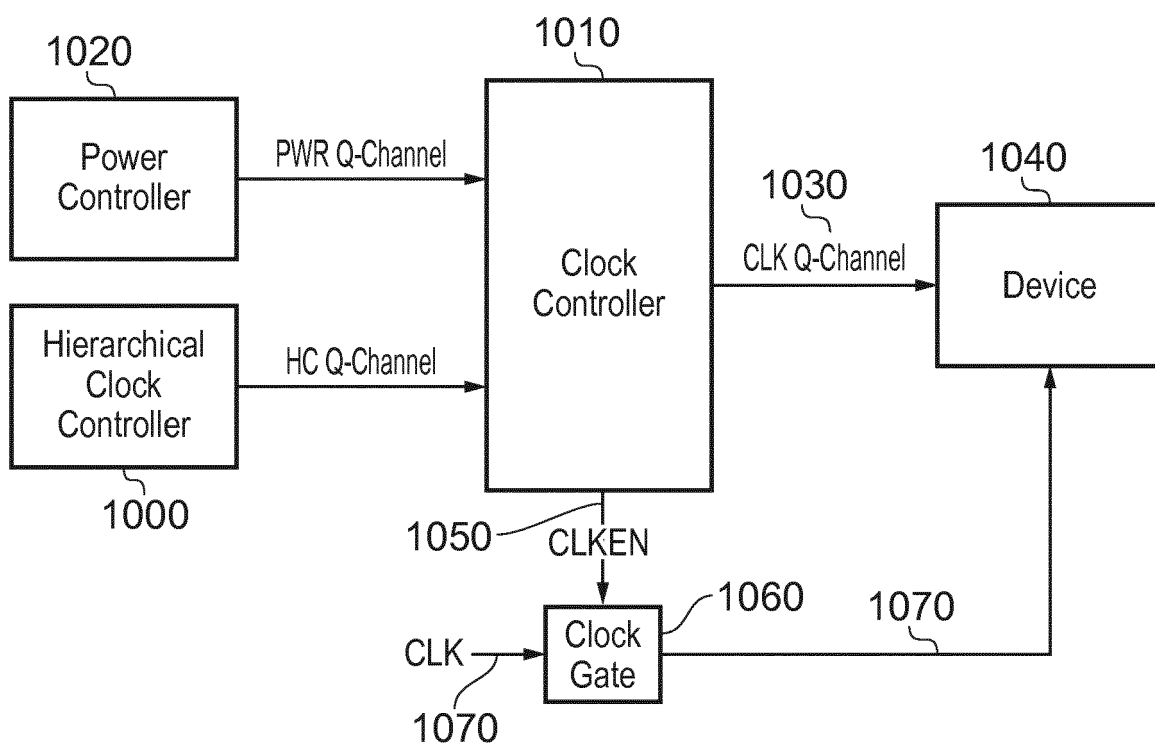 1020
Power
Controller
PWR Q-Channel
1010
Clock
Controller
1030
CLK Q-Channel
1040
Device
Hierarchical
Clock
Controller
1000
HC Q-Channel
1050
CLKEN
CLK
1070
Clock
Gate
1060
1070